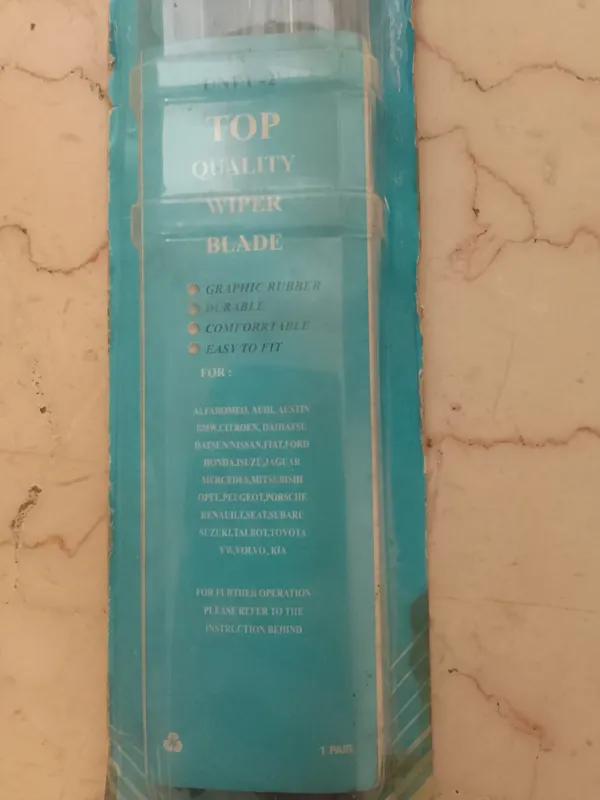 TOP
QUALITY
WIPER
BLADE
GRAPHIC RUBBER
DURABLE
COMFORRTABLE
EASY TO FIT
FOR :
ALFAROMEO, AUDI, AUSTIN
BMW,CITROEN, DAIHATSU
DATSEN/NISSAN,FIAT,FORD
HONDA,ISUZU,JAGUAR
MERCEDES,MITSUBISHI
OPEL,PEUGEOT,PORSCHE
RENAULT,SEAT,SUBARU
SUZUKI,TALBOT,TOYOTA
VW,VOLVO, KIA
FOR FURTHER OPERATION
PLEASE REFER TO THE
INSTRUCTION BEHIND
1 PAIR